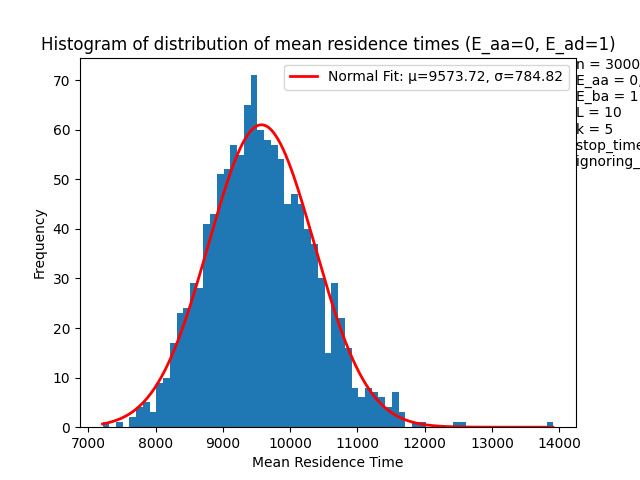 Histogram of distribution of mean residence times (E_aa=0, E_ad=1)
Normal Fit: μ=9573.72, σ=784.82
n = 3000
E_aa = 0,
E_ba = 1
L = 10
k = 5
stop_time
ignoring_
Frequency
70
60
50
40
30
20
10
0
7000 8000 9000 10000 11000 12000 13000 14000
Mean Residence Time